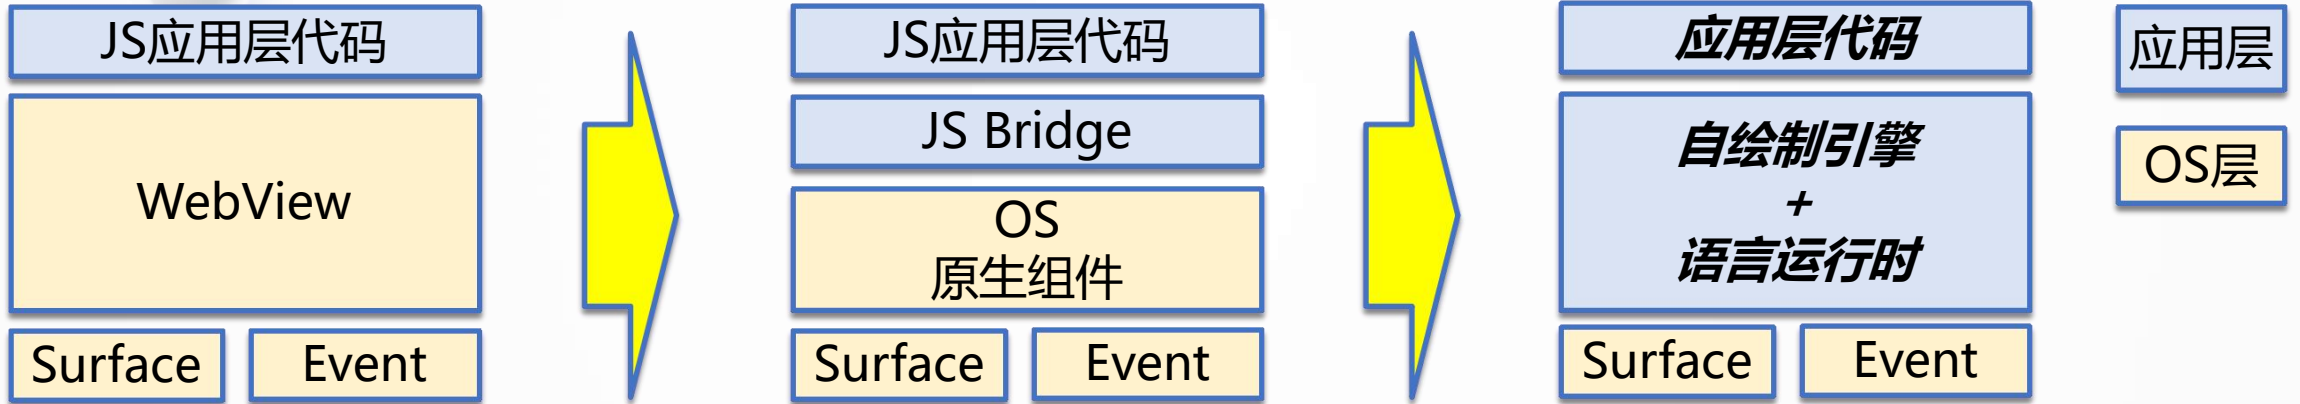 JS应用层代码
WebView
Surface
Event
JS应用层代码
JS Bridge
OS
原生组件
Surface
Event
应用层代码
自绘制引擎
+
语言运行时
Surface
Event
应用层
OS层